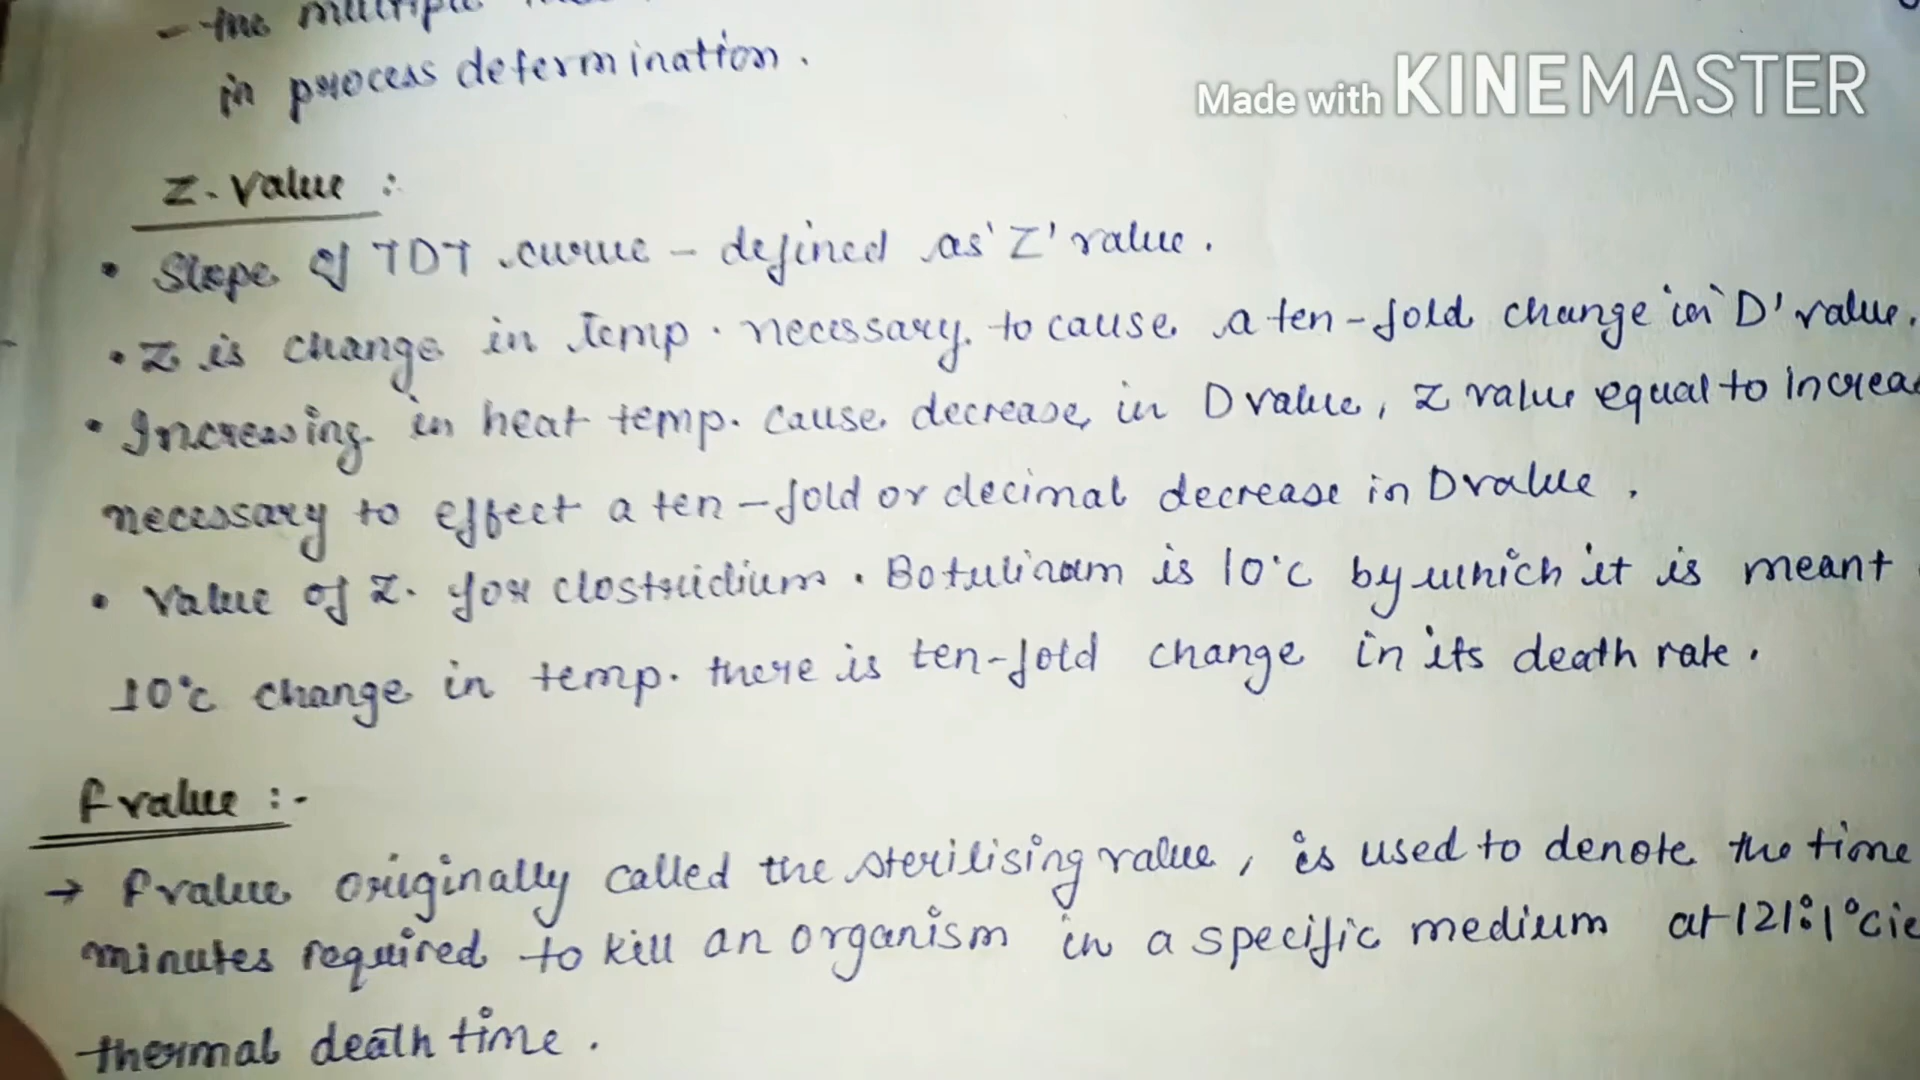 - the multiple
in process determination.
Made with KINEMASTER
Z-Value :
• Slope of TDT curve - defined as 'Z' value.
• Z is change in temp. necessary to cause a ten-fold change in 'D' value.
• Increasing in heat temp. cause decrease in D value, Z value equal to increa
necessary to effect a ten-fold or decimal decrease in D value.
• Value of Z. for clostridium. Botulinum is 10°c by which it is meant
10°c change in temp. there is ten-fold change in its death rate.
F value :-
→ F value originally called the sterilising value, is used to denote the time
minutes required to kill an organism in a specific medium at 121.1°c ie
thermal death time.